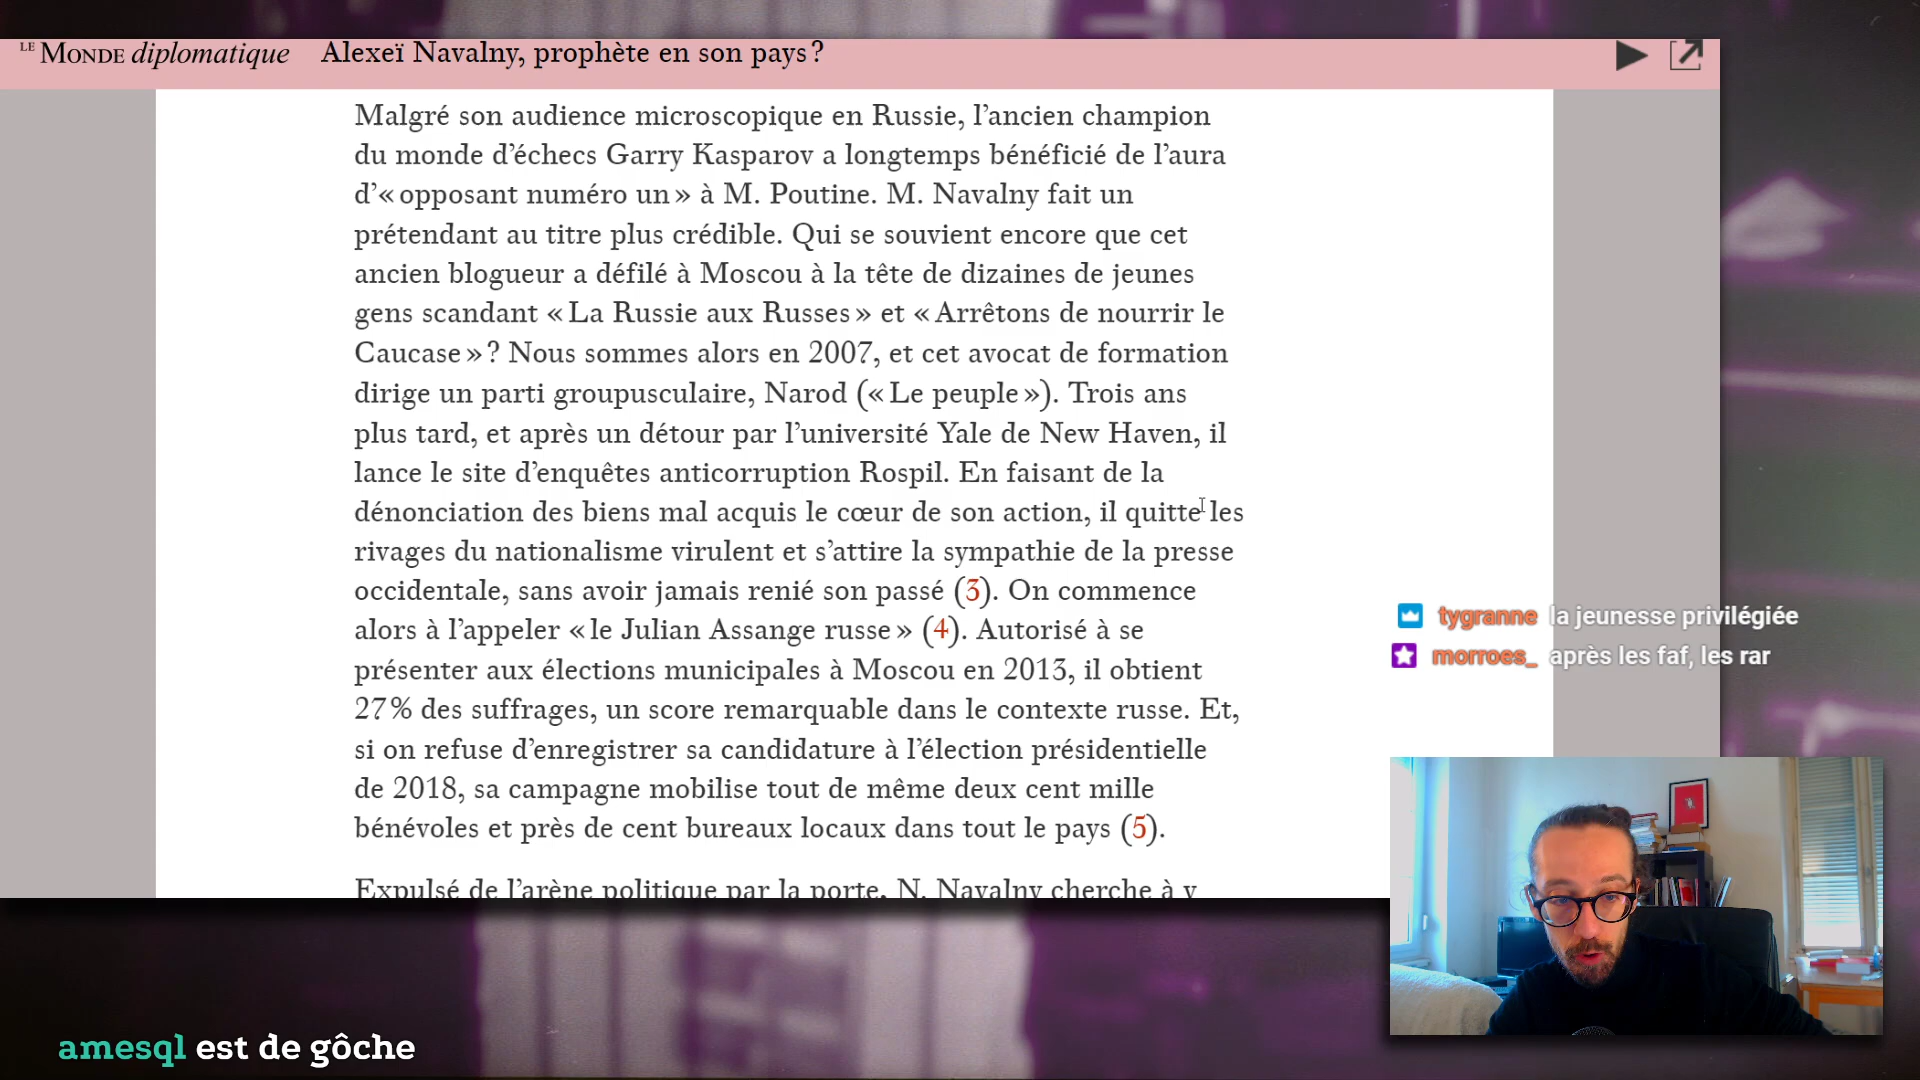 LE MONDE diplomatique Alexeï Navalny, prophète en son pays ?
Malgré son audience microscopique en Russie, l’ancien champion
du monde d’échecs Garry Kasparov a longtemps bénéficié de l’aura
d’« opposant numéro un » à M. Poutine. M. Navalny fait un
prétendant au titre plus crédible. Qui se souvient encore que cet
ancien blogueur a défilé à Moscou à la tête de dizaines de jeunes
gens scandant « La Russie aux Russes » et « Arrêtons de nourrir le
Caucase » ? Nous sommes alors en 2007, et cet avocat de formation
dirige un parti groupusculaire, Narod (« Le peuple »). Trois ans
plus tard, et après un détour par l’université Yale de New Haven, il
lance le site d’enquêtes anticorruption Rospil. En faisant de la
dénonciation des biens mal acquis le cœur de son action, il quitte les
rivages du nationalisme virulent et s’attire la sympathie de la presse
occidentale, sans avoir jamais renié son passé (3). On commence
alors à l’appeler « le Julian Assange russe » (4). Autorisé à se
présenter aux élections municipales à Moscou en 2013, il obtient
27 % des suffrages, un score remarquable dans le contexte russe. Et,
si on refuse d’enregistrer sa candidature à l’élection présidentielle
de 2018, sa campagne mobilise tout de même deux cent mille
bénévoles et près de cent bureaux locaux dans tout le pays (5).
Expulsé de l’arène politique par la porte, N. Navalny cherche à y
tygranne la jeunesse privilégiée
morroes_ après les faf, les rar
amesql est de gôche